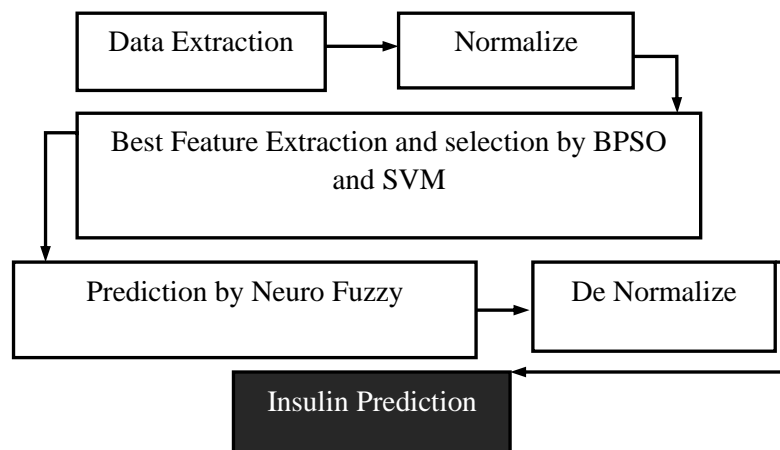 Data Extraction
Normalize
Best Feature Extraction and selection by BPSO
and SVM
Prediction by Neuro Fuzzy
De Normalize
Insulin Prediction